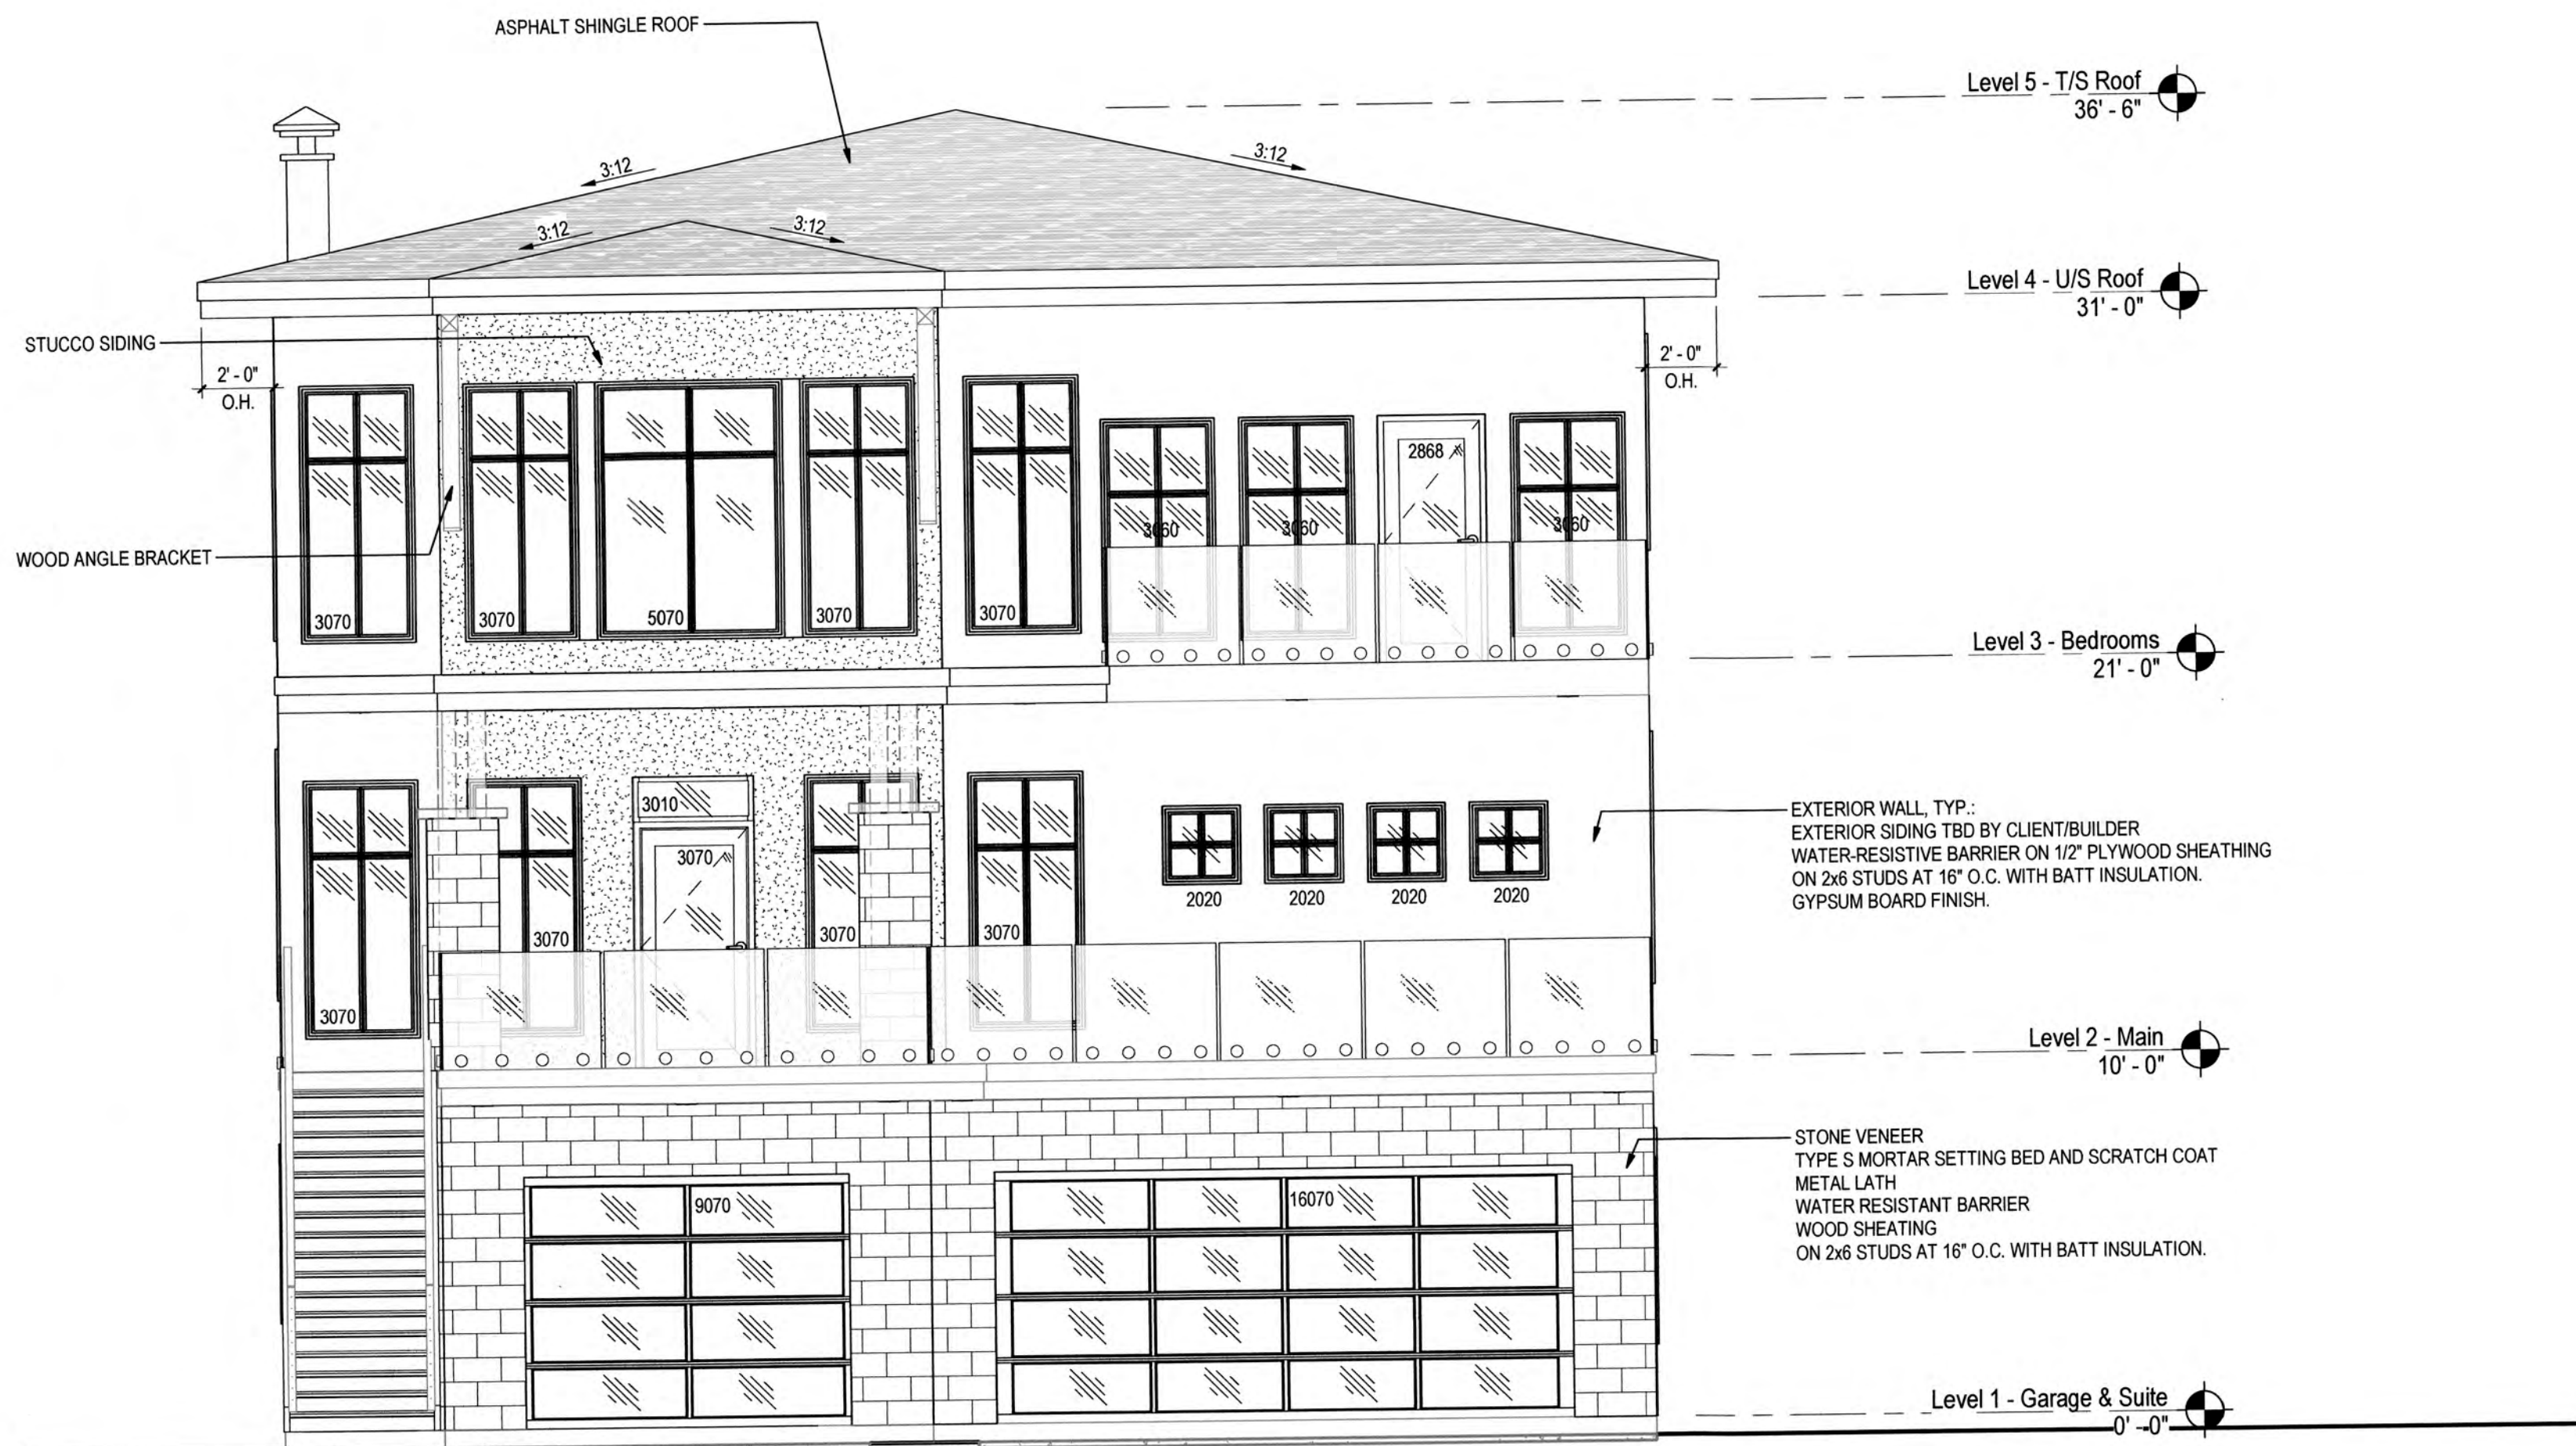 ASPHALT SHINGLE ROOF
Level 5 - T/S Roof
36' - 6"
3:12
3:12
3:12
3:12
Level 4 - U/S Roof
31' - 0"
STUCCO SIDING
2' - 0"
O.H.
2' - 0"
O.H.
2868
3060
3060
3060
WOOD ANGLE BRACKET
3070
3070
5070
3070
3070
Level 3 - Bedrooms
21' - 0"
3010
3070
EXTERIOR WALL, TYP.:
EXTERIOR SIDING TBD BY CLIENT/BUILDER
WATER-RESISTIVE BARRIER ON 1/2" PLYWOOD SHEATHING
ON 2x6 STUDS AT 16" O.C. WITH BATT INSULATION.
GYPSUM BOARD FINISH.
2020
2020
2020
2020
3070
3070
3070
3070
Level 2 - Main
10' - 0"
STONE VENEER
TYPE S MORTAR SETTING BED AND SCRATCH COAT
METAL LATH
WATER RESISTANT BARRIER
WOOD SHEATING
ON 2x6 STUDS AT 16" O.C. WITH BATT INSULATION.
9070
16070
Level 1 - Garage & Suite
0' - 0"